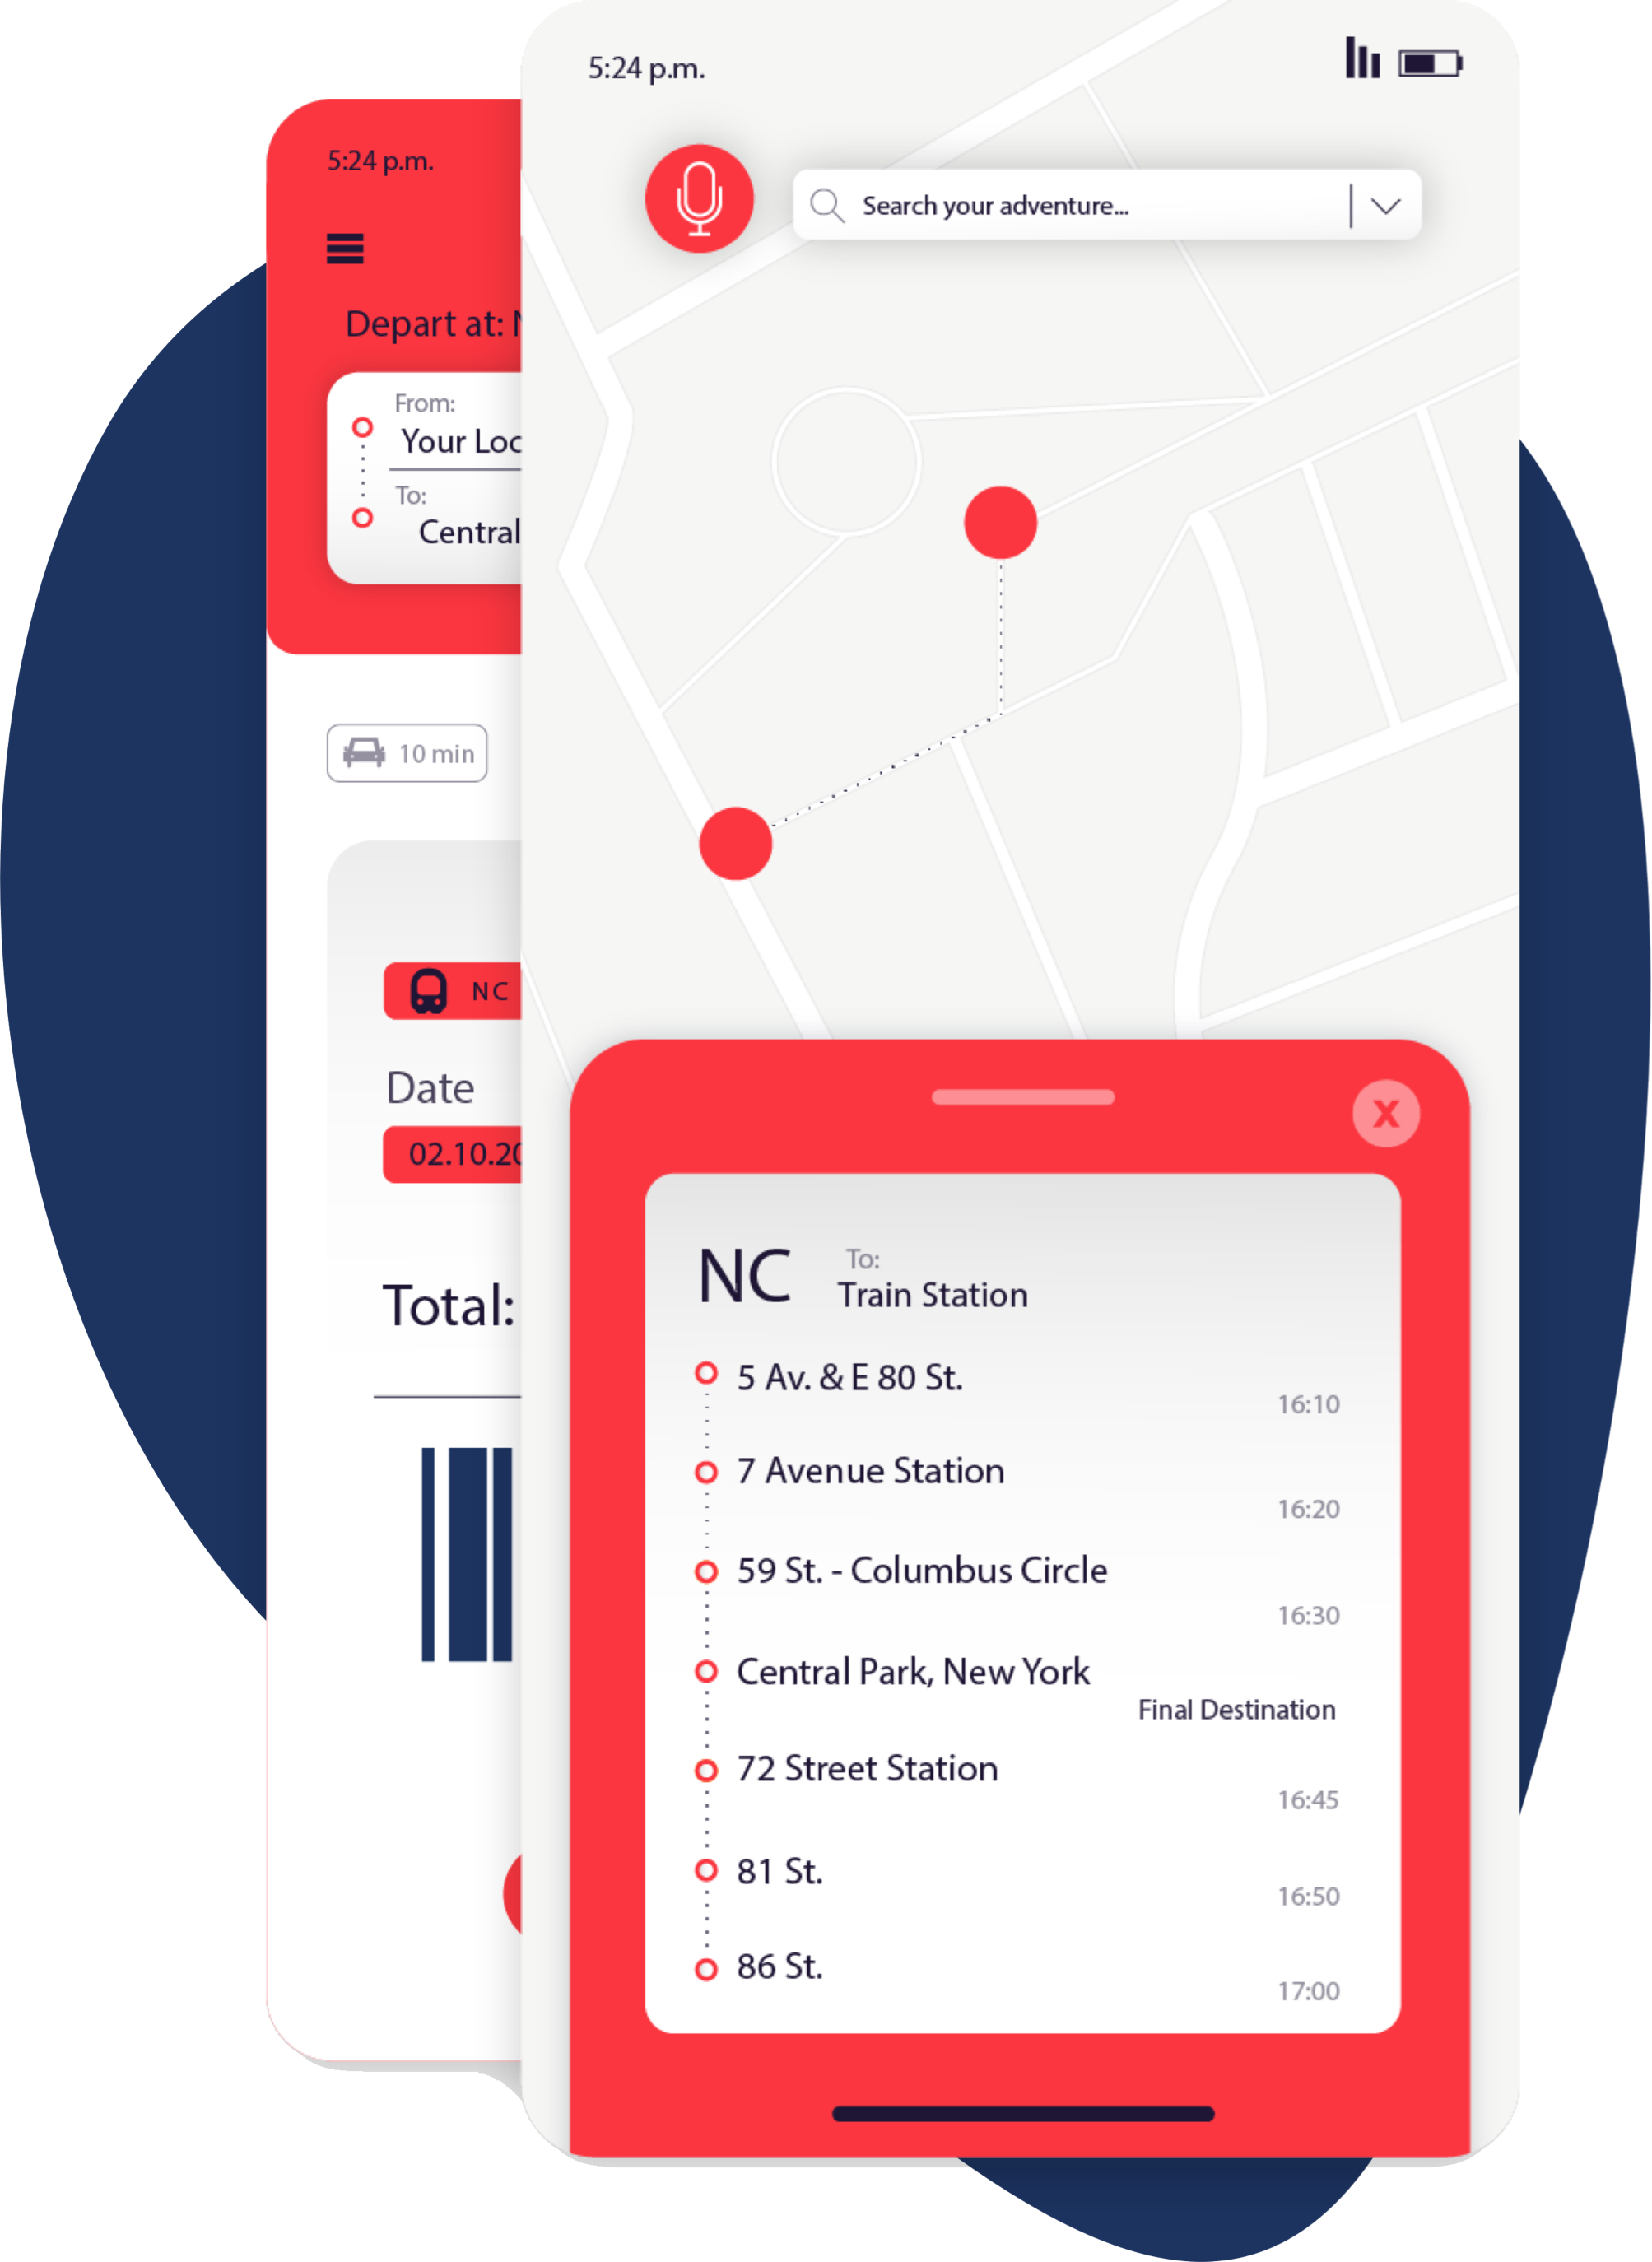 5:24 p.m.
Depart at:
From:
Your Loc
To:
Central
10 min
NC
Date
02.10.20
Total:
5:24 p.m.
Search your adventure...
X
NC
To:
Train Station
5 Av. & E 80 St.
16:10
7 Avenue Station
16:20
59 St. - Columbus Circle
16:30
Central Park, New York
Final Destination
72 Street Station
16:45
81 St.
16:50
86 St.
17:00